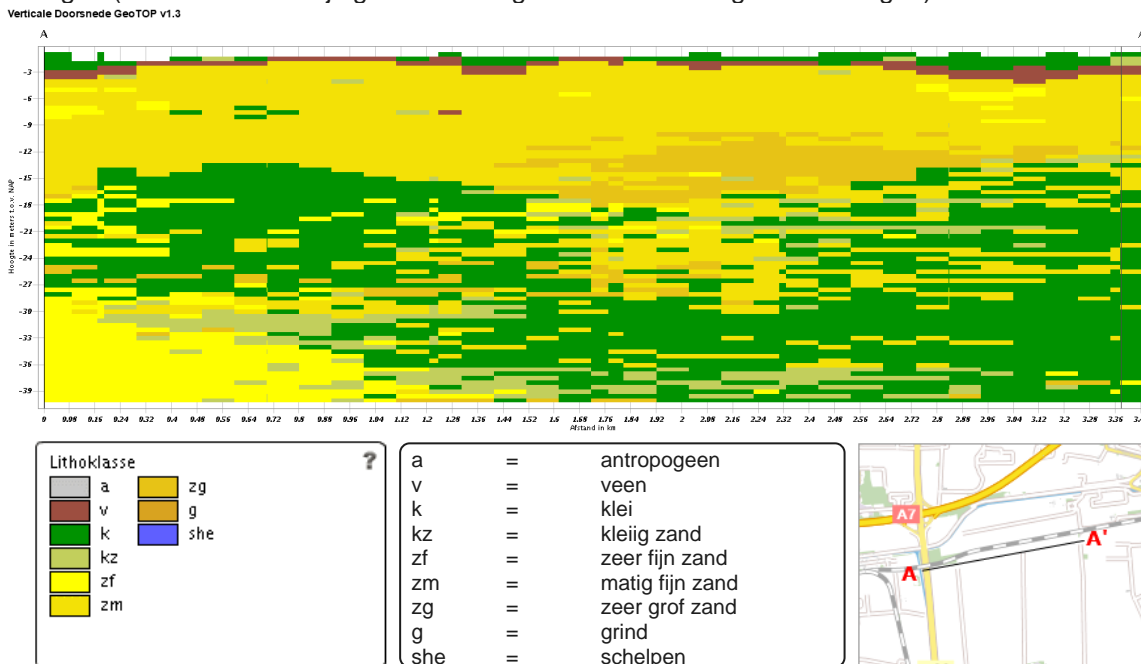 Verticale Doorsnede GeoTOP v1.3
A
A
-3
-6
-9
-12
-15
-18
-21
-24
-27
-30
-33
-36
-39
Hoogte in meters t.o.v. NAP
0 0.08 0.16 0.24 0.32 0.4 0.48 0.56 0.64 0.72 0.8 0.88 0.96 1.04 1.12 1.2 1.28 1.36 1.44 1.52 1.6 1.68 1.76 1.84 1.92 2 2.08 2.16 2.24 2.32 2.4 2.48 2.56 2.64 2.72 2.8 2.88 2.96 3.04 3.12 3.2 3.28 3.36
Afstand in km
Lithoklasse ?
a zg
v g
k she
kz
zf
zm
a = antropogeen
v = veen
k = klei
kz = kleiig zand
zf = zeer fijn zand
zm = matig fijn zand
zg = zeer grof zand
g = grind
she = schelpen
A7
A'
A